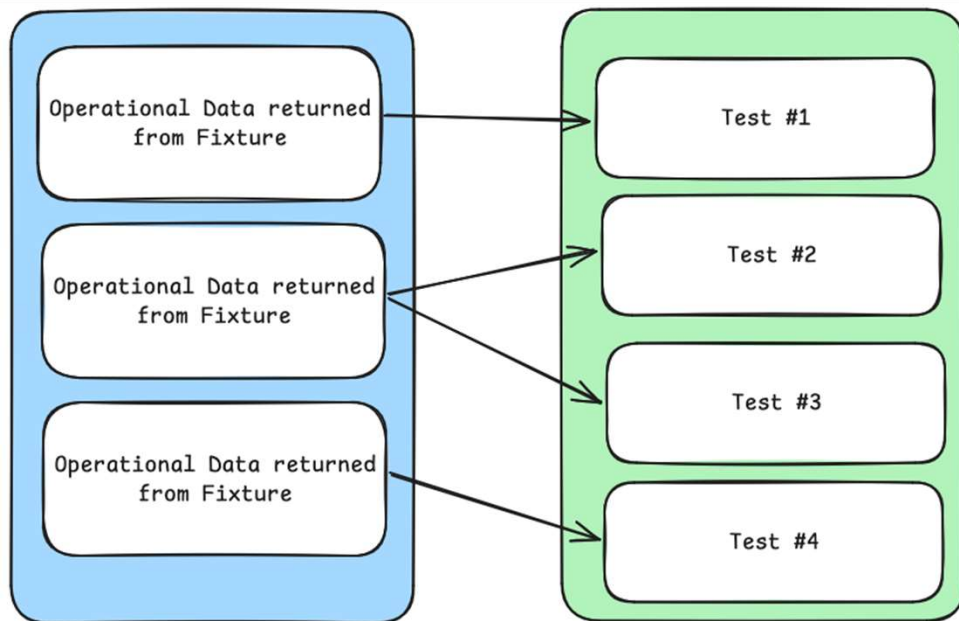 Operational Data returned
from Fixture
Operational Data returned
from Fixture
Operational Data returned
from Fixture
Test #1
Test #2
Test #3
Test #4